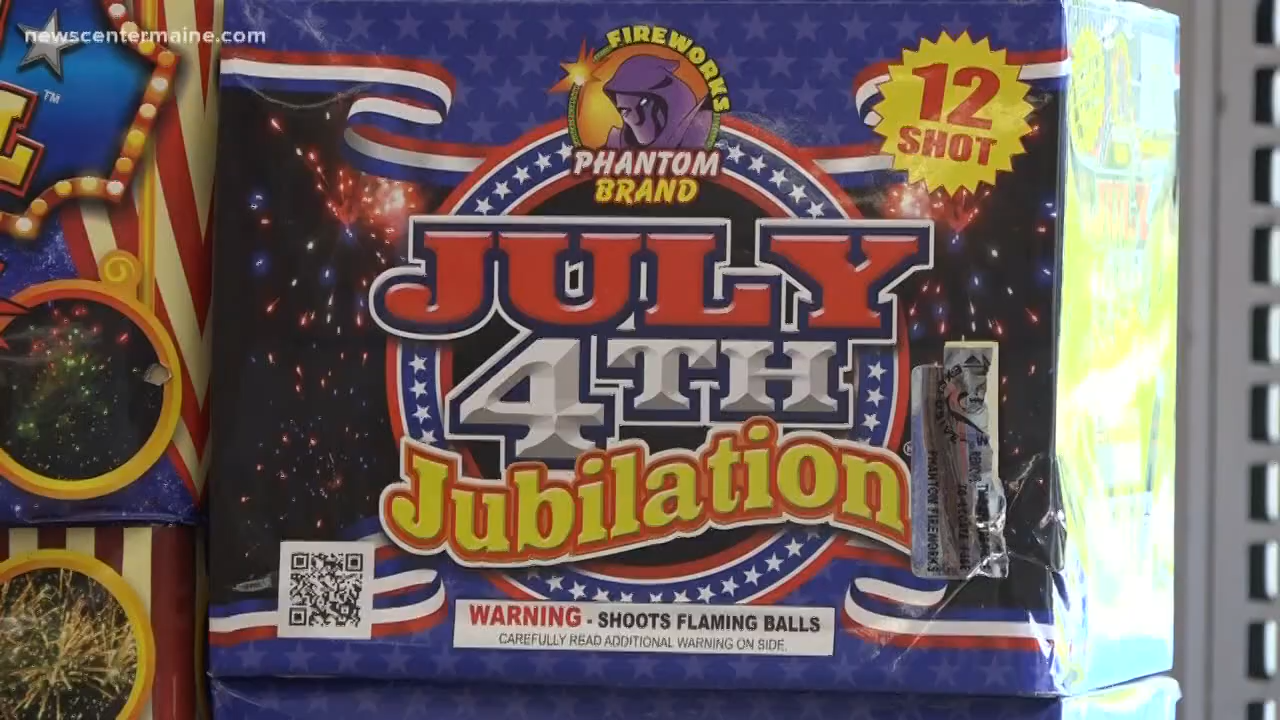 newscentermaine.com
FIREWORKS
PHANTOM
BRAND
12
SHOT
TM
JULY
4TH
Jubilation
®
PHANTOM FIREWORKS
WARNING - SHOOTS FLAMING BALLS
CAREFULLY READ ADDITIONAL WARNING ON SIDE.